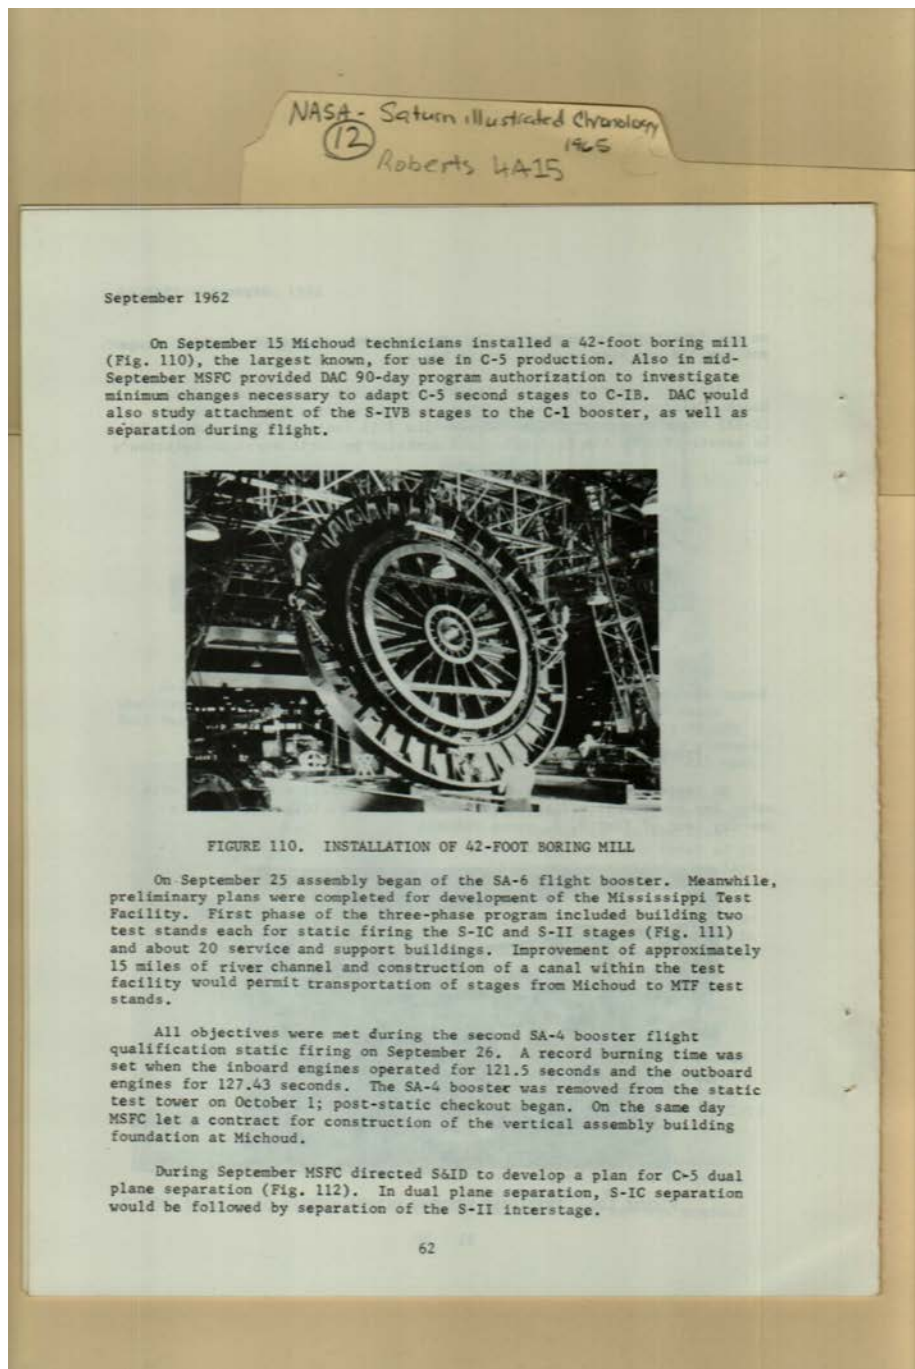 NASA - Saturn illustrated Chronology
12
1965
Roberts 4A15
September 1962
On September 15 Michoud technicians installed a 42-foot boring mill
(Fig. 110), the largest known, for use in C-5 production. Also in mid-
September MSFC provided DAC 90-day program authorization to investigate
minimum changes necessary to adapt C-5 second stages to C-IB. DAC would
also study attachment of the S-IVB stages to the C-1 booster, as well as
separation during flight.
FIGURE 110. INSTALLATION OF 42-FOOT BORING MILL
On September 25 assembly began of the SA-6 flight booster. Meanwhile,
preliminary plans were completed for development of the Mississippi Test
Facility. First phase of the three-phase program included building two
test stands each for static firing the S-IC and S-II stages (Fig. 111)
and about 20 service and support buildings. Improvement of approximately
15 miles of river channel and construction of a canal within the test
facility would permit transportation of stages from Michoud to MTF test
stands.
All objectives were met during the second SA-4 booster flight
qualification static firing on September 26. A record burning time was
set when the inboard engines operated for 121.5 seconds and the outboard
engines for 127.43 seconds. The SA-4 booster was removed from the static
test tower on October 1; post-static checkout began. On the same day
MSFC let a contract for construction of the vertical assembly building
foundation at Michoud.
During September MSFC directed S&ID to develop a plan for C-5 dual
plane separation (Fig. 112). In dual plane separation, S-IC separation
would be followed by separation of the S-II interstage.
62